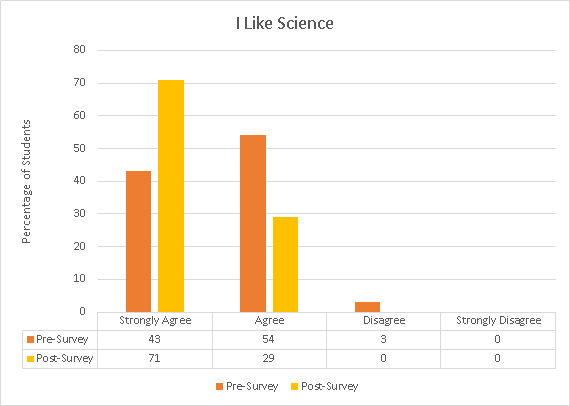 I Like Science
80
70
60
50
40
30
20
10
0
Percentage of Students
Strongly Agree Agree Disagree Strongly Disagree
Pre-Survey 43 54 3 0
Post-Survey 71 29 0 0
Pre-Survey Post-Survey